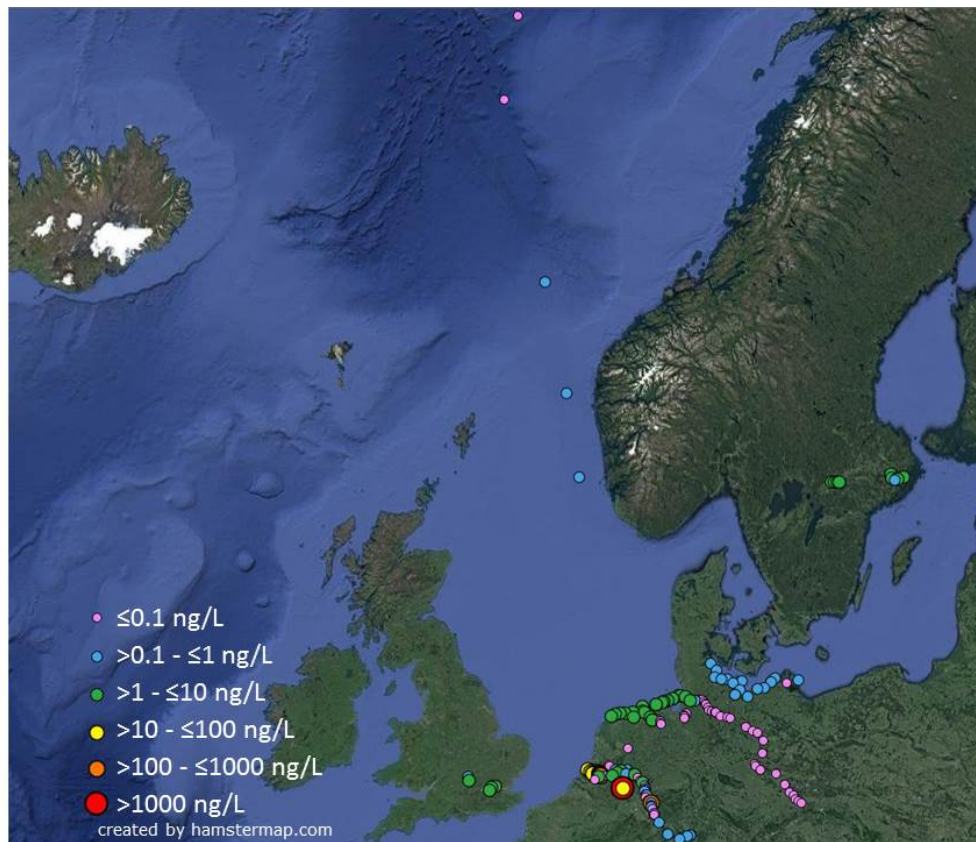 ≤0.1 ng/L
>0.1 - ≤1 ng/L
>1 - ≤10 ng/L
>10 - ≤100 ng/L
>100 - ≤1000 ng/L
>1000 ng/L
created by hamstermap.com